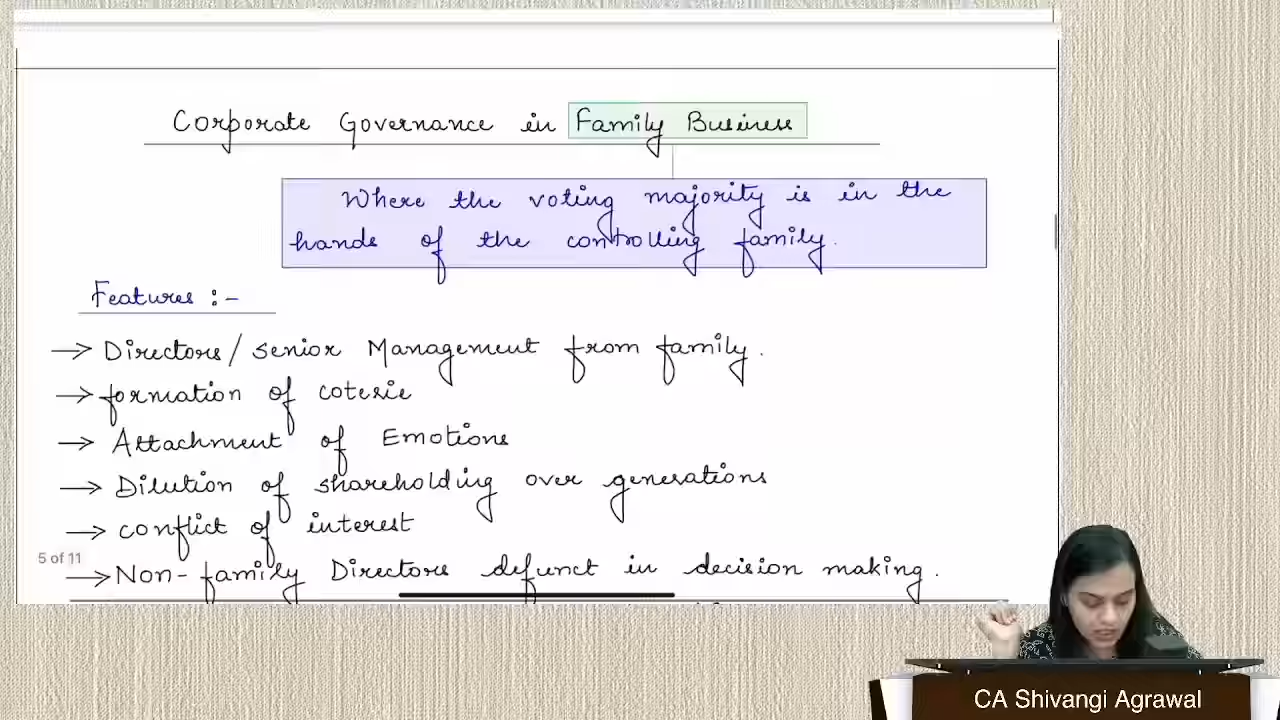 Corporate Governance in Family Business
Where the voting majority is in the
hands of the controlling family.
Features :-
→ Directors/senior Management from family.
→ formation of coterie
→ Attachment of Emotions
→ Dilution of shareholding over generations
→ conflict of interest
5 of 11
→ Non-family Directors defunct in decision making.
CA Shivangi Agrawal